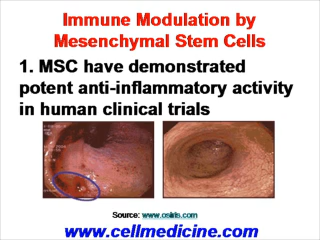 Immune Modulation by
Mesenchymal Stem Cells
1. MSC have demonstrated
potent anti-inflammatory activity
in human clinical trials
Source: www.osiris.com
www.cellmedicine.com